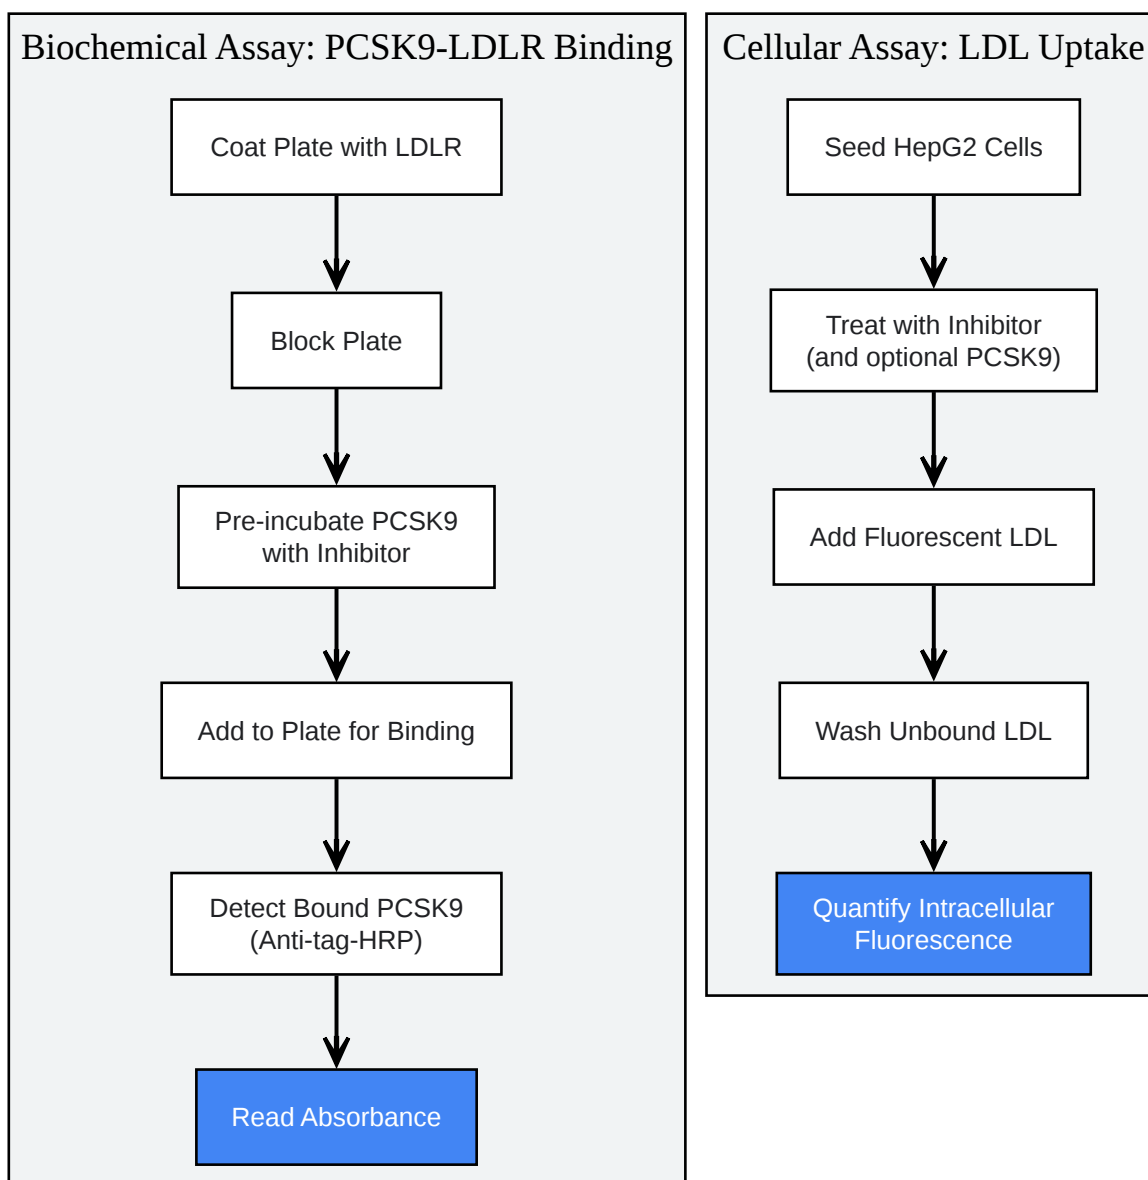 Biochemical Assay: PCSK9-LDLR Binding
Coat Plate with LDLR
Block Plate
Pre-incubate PCSK9
with Inhibitor
Add to Plate for Binding
Detect Bound PCSK9
(Anti-tag-HRP)
Read Absorbance
Cellular Assay: LDL Uptake
Seed HepG2 Cells
Treat with Inhibitor
(and optional PCSK9)
Add Fluorescent LDL
Wash Unbound LDL
Quantify Intracellular
Fluorescence